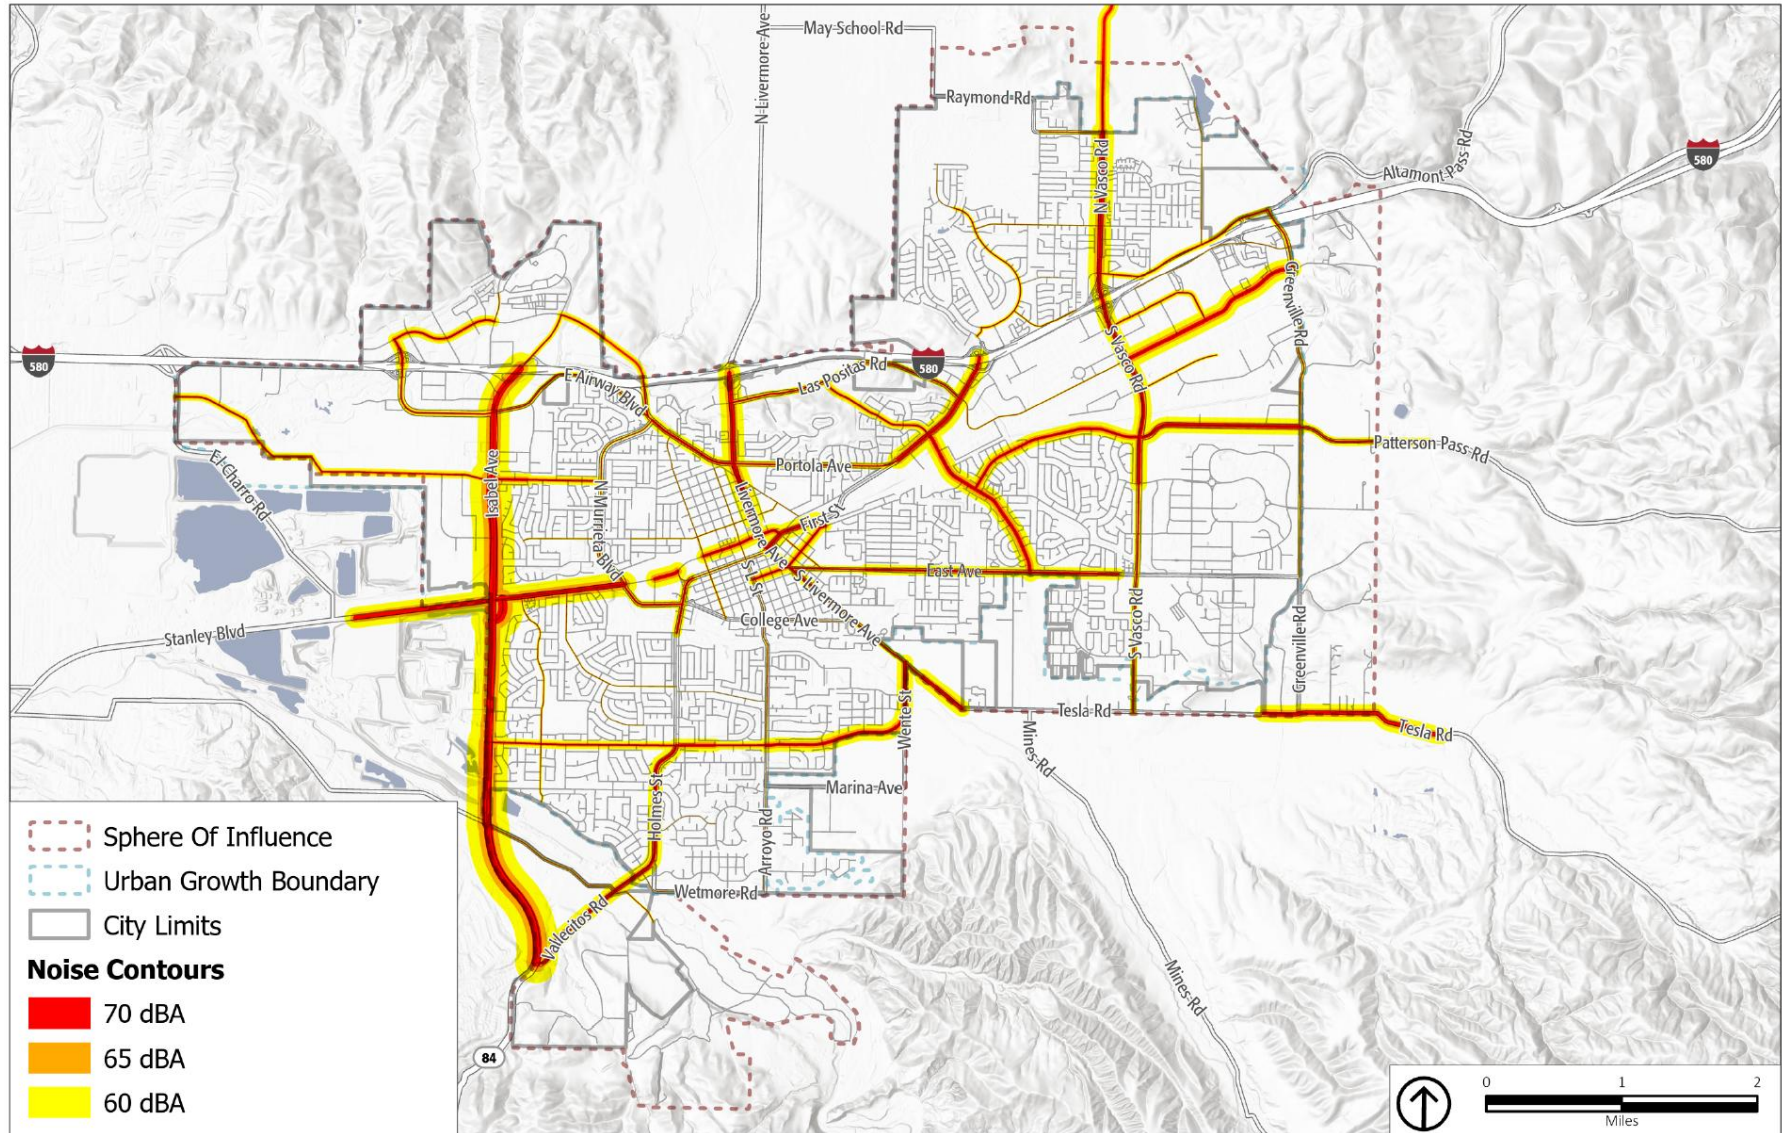 May School Rd
N Livermore Ave
Raymond Rd
N Vasco Rd
580
Altamont Pass Rd
Greenville Rd
580
580
E Airway Blvd
Las Positas Rd
S Vasco Rd
Patterson Pass Rd
El Charro Rd
Isabel Ave
Portola Ave
N Murrieta Blvd
Livermore Ave
First St
East Ave
S L St
S Livermore Ave
College Ave
Stanley Blvd
S Vasco Rd
Greenville Rd
Wente St
Tesla Rd
Tesla Rd
Mines Rd
Marina Ave
Holmes St
Arroyo Rd
Wetmore Rd
Vallecitos Rd
Mines Rd
84
Sphere Of Influence
Urban Growth Boundary
City Limits
Noise Contours
70 dBA
65 dBA
60 dBA
0 1 2
Miles